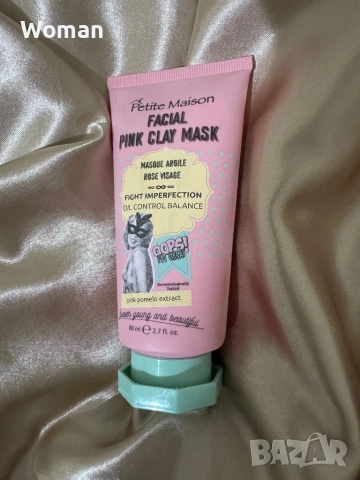 Woman
Petite Maison
FACIAL
PINK CLAY MASK
MASQUE ARGILE
ROSE VISAGE
FIGHT IMPERFECTION
OIL CONTROL BALANCE
OOPS!
Dermatologically
Tested
pink pomelo extract
young and beautiful
80 ml e 2.7 fl. oz.
BAZAR